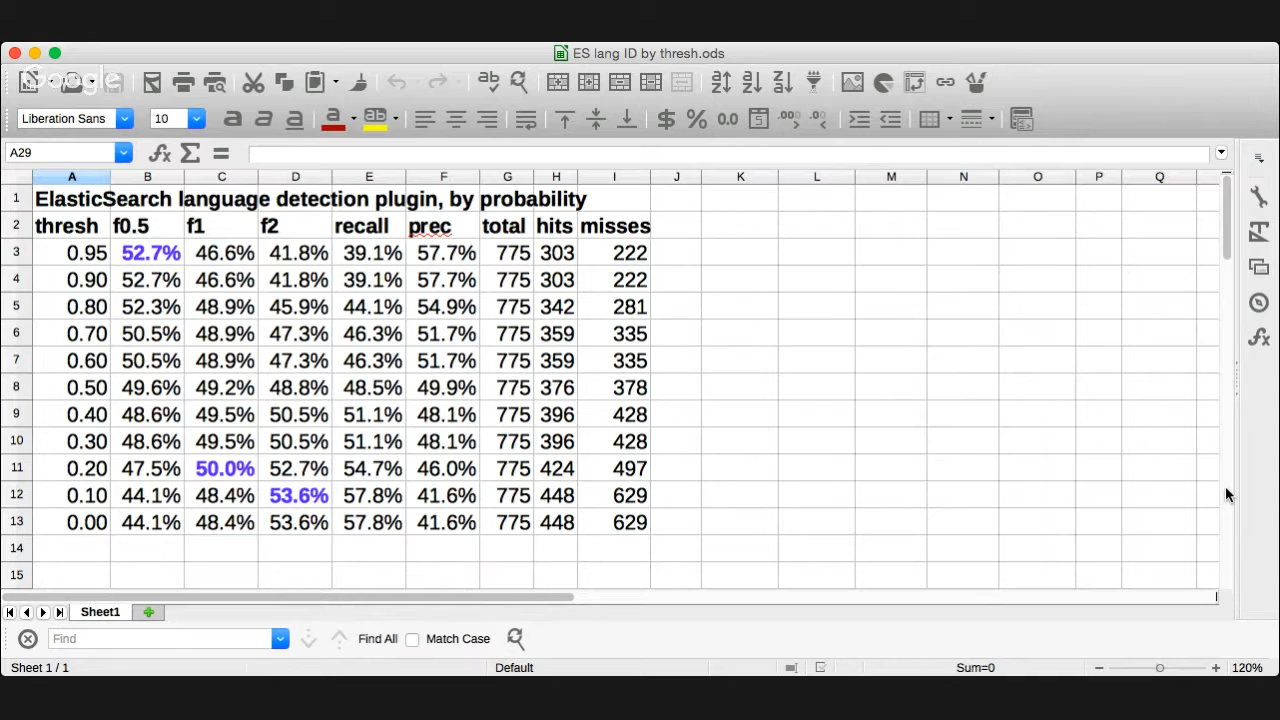 ES lang ID by thresh.ods
Google
Liberation Sans 10
A29
A B C D E F G H I J K L M N O P Q
1 ElasticSearch language detection plugin, by probability
2 thresh f0.5 f1 f2 recall prec total hits misses
3 0.95 52.7% 46.6% 41.8% 39.1% 57.7% 775 303 222
4 0.90 52.7% 46.6% 41.8% 39.1% 57.7% 775 303 222
5 0.80 52.3% 48.9% 45.9% 44.1% 54.9% 775 342 281
6 0.70 50.5% 48.9% 47.3% 46.3% 51.7% 775 359 335
7 0.60 50.5% 48.9% 47.3% 46.3% 51.7% 775 359 335
8 0.50 49.6% 49.2% 48.8% 48.5% 49.9% 775 376 378
9 0.40 48.6% 49.5% 50.5% 51.1% 48.1% 775 396 428
10 0.30 48.6% 49.5% 50.5% 51.1% 48.1% 775 396 428
11 0.20 47.5% 50.0% 52.7% 54.7% 46.0% 775 424 497
12 0.10 44.1% 48.4% 53.6% 57.8% 41.6% 775 448 629
13 0.00 44.1% 48.4% 53.6% 57.8% 41.6% 775 448 629
14
15
Sheet1
Find Find All Match Case
Sheet 1 / 1 Default Sum=0 120%